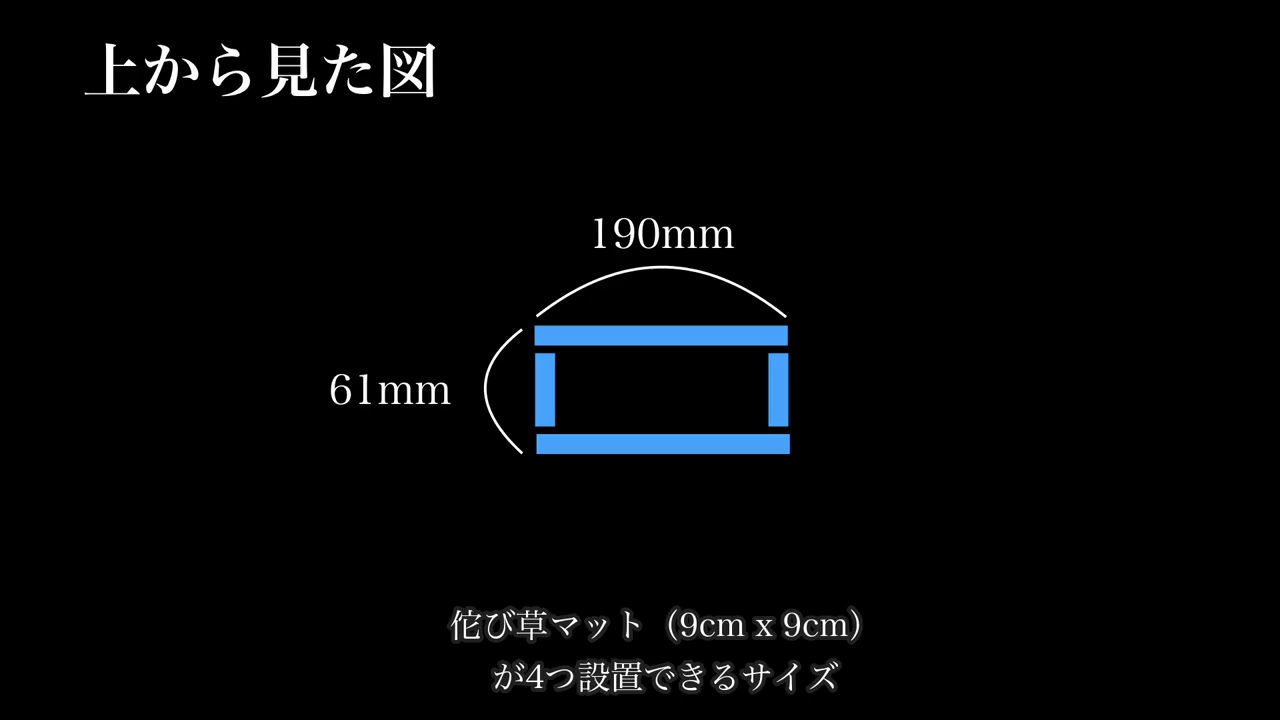 上から見た図
190mm
61mm
侘び草マット（9cm x 9cm）
が4つ設置できるサイズ